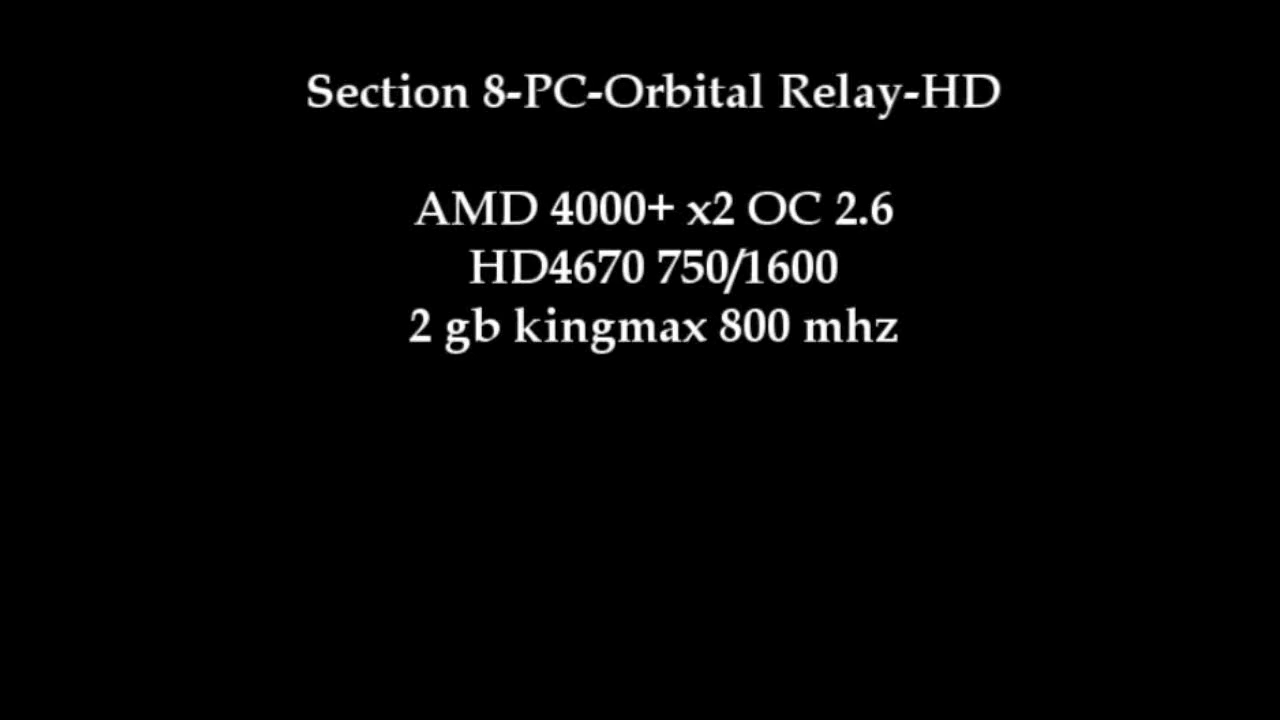 Section 8-PC-Orbital Relay-HD
AMD 4000+ x2 OC 2.6
HD4670 750/1600
2 gb kingmax 800 mhz